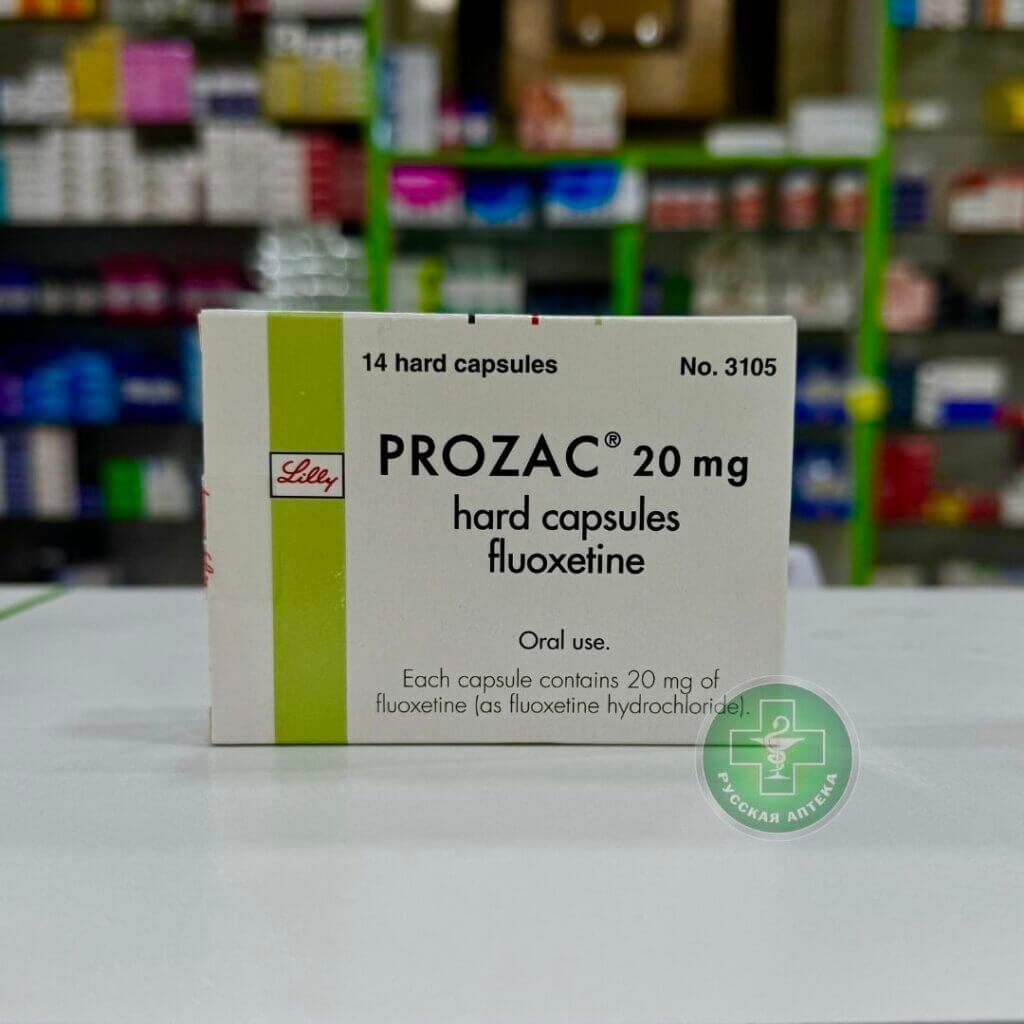 14 hard capsules No. 3105
PROZAC® 20 mg
hard capsules
fluoxetine
Lilly
Oral use.
Each capsule contains 20 mg of
fluoxetine (as fluoxetine hydrochloride).
РУССКАЯ АПТЕКА